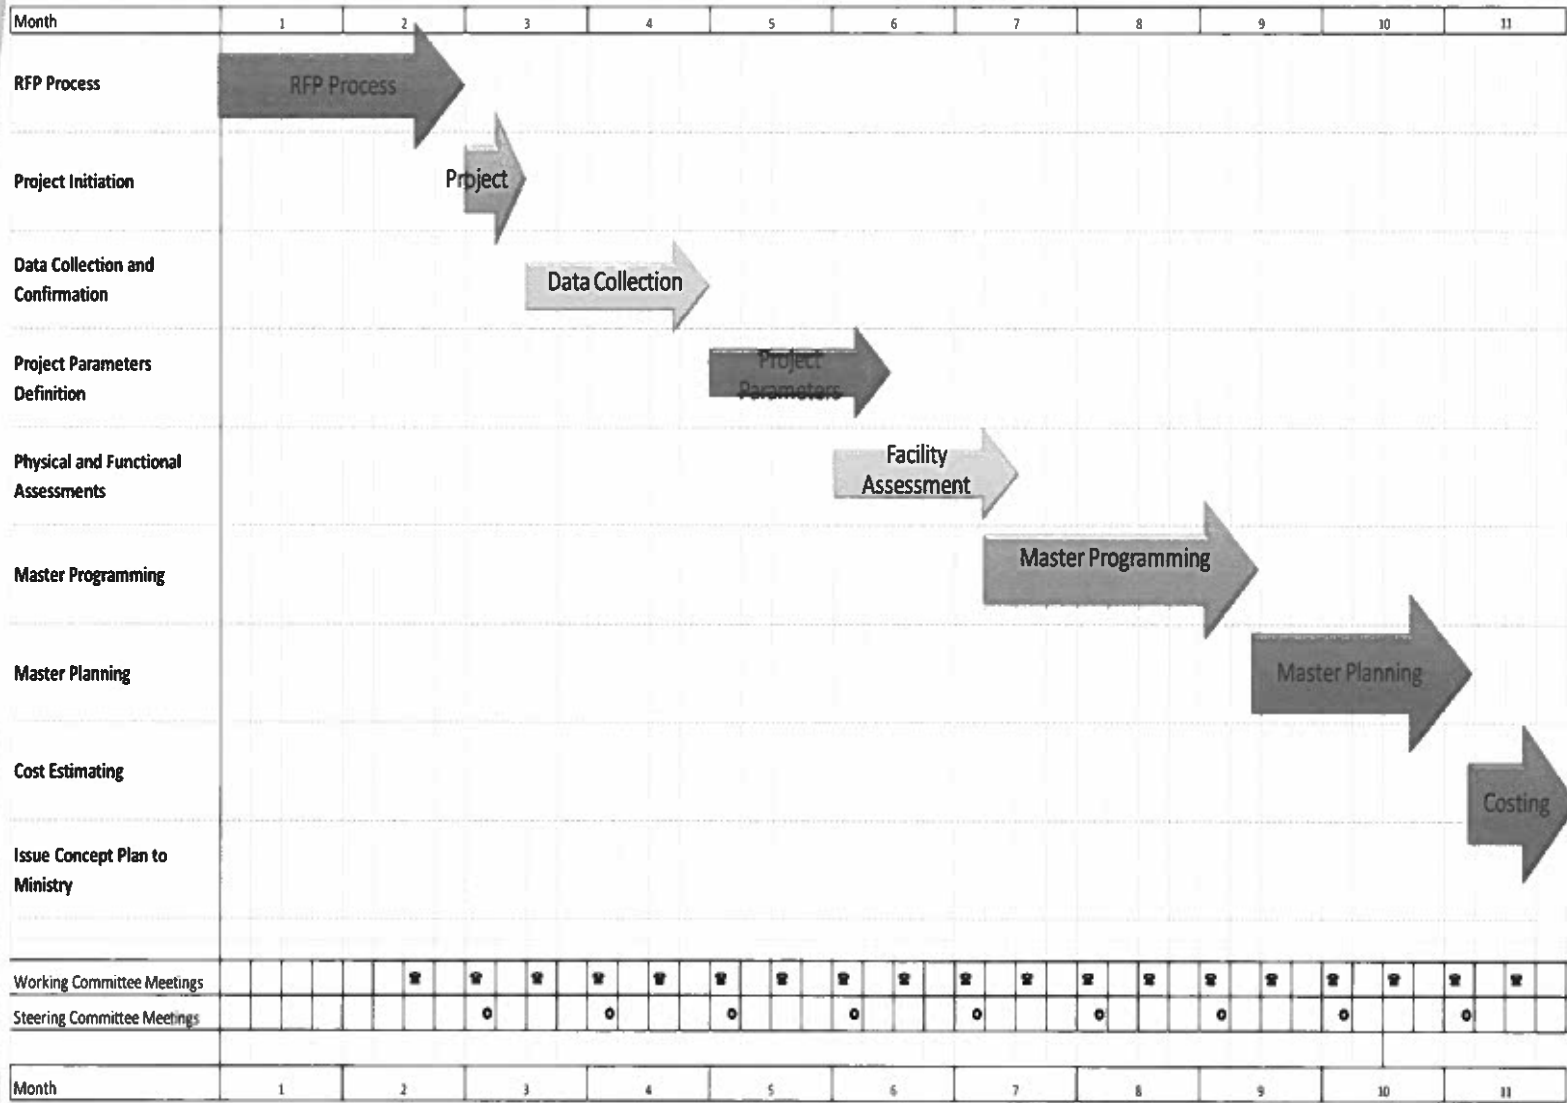 Month 1 2 3 4 5 6 7 8 9 10 11
RFP Process
RFP Process
Project Initiation
Project
Data Collection and
Confirmation
Data Collection
Project Parameters
Definition
Project
Parameters
Physical and Functional
Assessments
Facility
Assessment
Master Programming
Master Programming
Master Planning
Master Planning
Cost Estimating
Costing
Issue Concept Plan to
Ministry
Working Committee Meetings
Steering Committee Meetings
Month 1 2 3 4 5 6 7 8 9 10 11